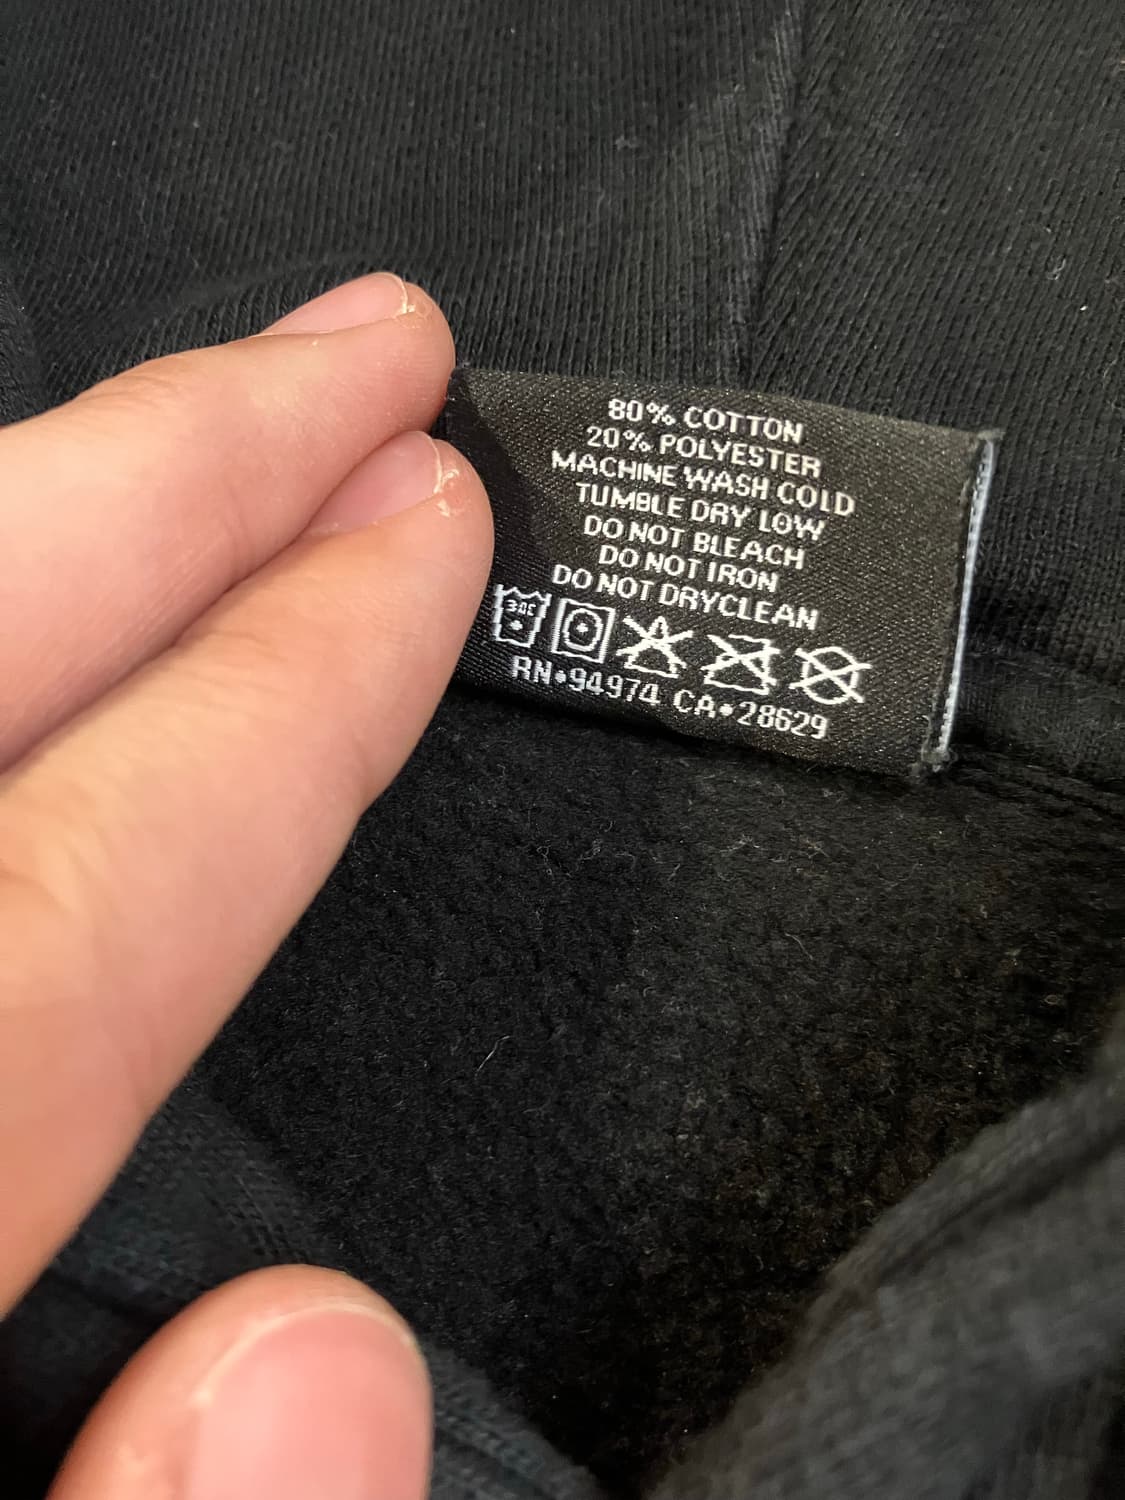 80% COTTON
20% POLYESTER
MACHINE WASH COLD
TUMBLE DRY LOW
DO NOT BLEACH
DO NOT IRON
DO NOT DRYCLEAN
30C
RN•94974 CA•28629